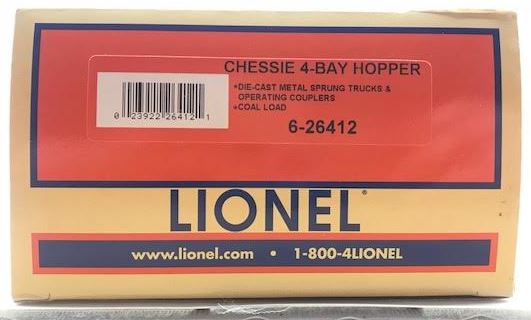 CHESSIE 4-BAY HOPPER
•DIE-CAST METAL SPRUNG TRUCKS &
OPERATING COUPLERS
•COAL LOAD
0 23922 26412 1
6-26412
LIONEL®
www.lionel.com • 1-800-4LIONEL